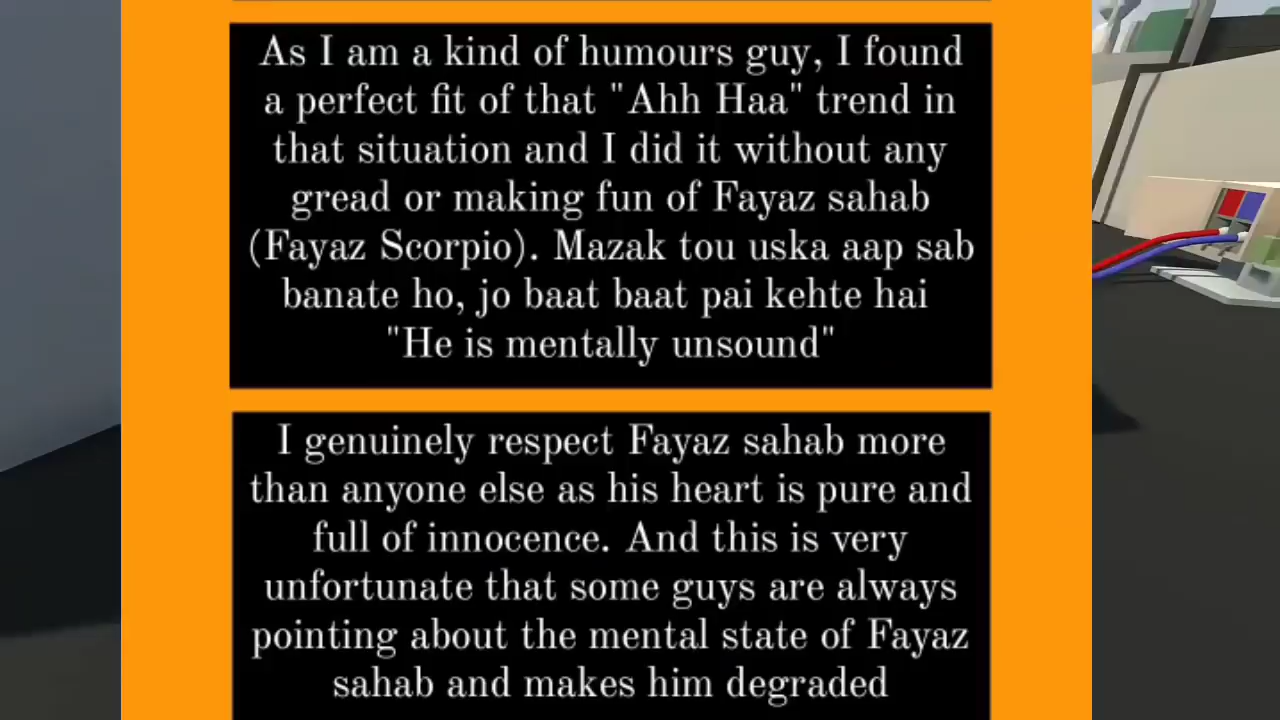 As I am a kind of humours guy, I found
a perfect fit of that "Ahh Haa" trend in
that situation and I did it without any
gread or making fun of Fayaz sahab
(Fayaz Scorpio). Mazak tou uska aap sab
banate ho, jo baat baat pai kehte hai
"He is mentally unsound"
I genuinely respect Fayaz sahab more
than anyone else as his heart is pure and
full of innocence. And this is very
unfortunate that some guys are always
pointing about the mental state of Fayaz
sahab and makes him degraded